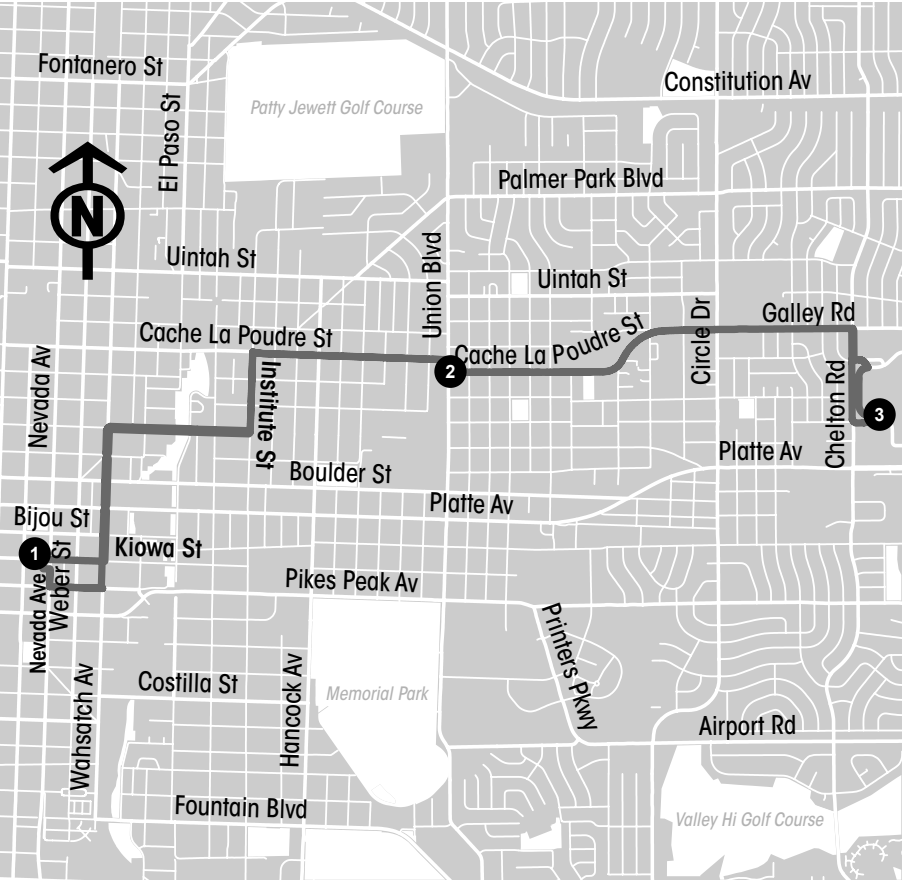 Fontanero St
Constitution Av
Patty Jewett Golf Course
El Paso St
Palmer Park Blvd
N
Uintah St
Union Blvd
Uintah St
Circle Dr
Galley Rd
Cache La Poudre St
Cache La Poudre St
Nevada Av
Institute St
2
Chelton Rd
3
Boulder St
Platte Av
Platte Av
Bijou St
1
Weber St
Kiowa St
Nevada Ave
Pikes Peak Av
Printers Pkwy
Wahsatch Av
Costilla St
Hancock Av
Memorial Park
Airport Rd
Fountain Blvd
Valley Hi Golf Course